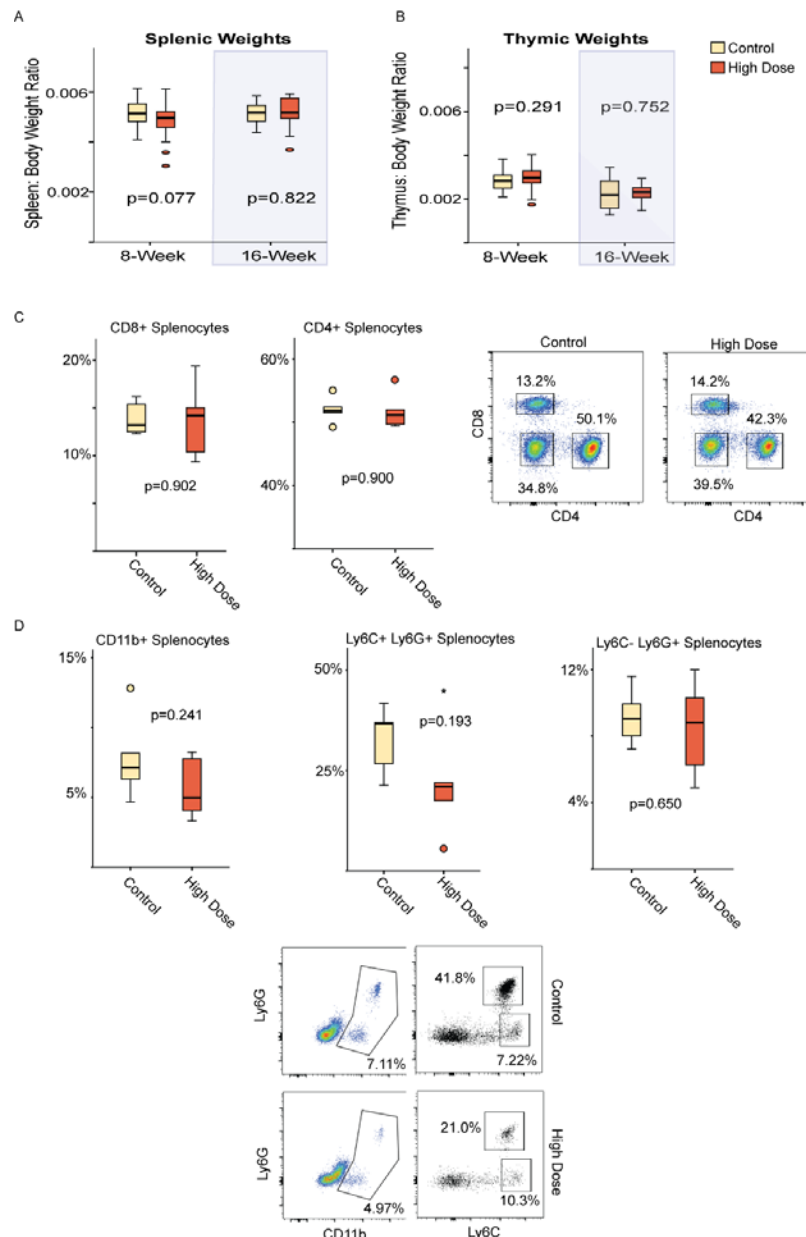 A
Splenic Weights
Spleen: Body Weight Ratio
0.006
0.002
p=0.077
p=0.822
8-Week
16-Week
B
Thymic Weights
Control
High Dose
Thymus: Body Weight Ratio
0.006
0.002
p=0.291
p=0.752
8-Week
16-Week
C
CD8+ Splenocytes
20%
10%
p=0.902
Control
High Dose
CD4+ Splenocytes
60%
40%
p=0.900
Control
High Dose
Control
CD8
13.2%
50.1%
34.8%
CD4
High Dose
14.2%
42.3%
39.5%
CD4
D
CD11b+ Splenocytes
15%
5%
p=0.241
Control
High Dose
Ly6C+ Ly6G+ Splenocytes
50%
25%
*
p=0.193
Control
High Dose
Ly6C- Ly6G+ Splenocytes
12%
4%
p=0.650
Control
High Dose
Ly6G
7.11%
41.8%
7.22%
Control
Ly6G
4.97%
21.0%
10.3%
High Dose
CD11b
Ly6C